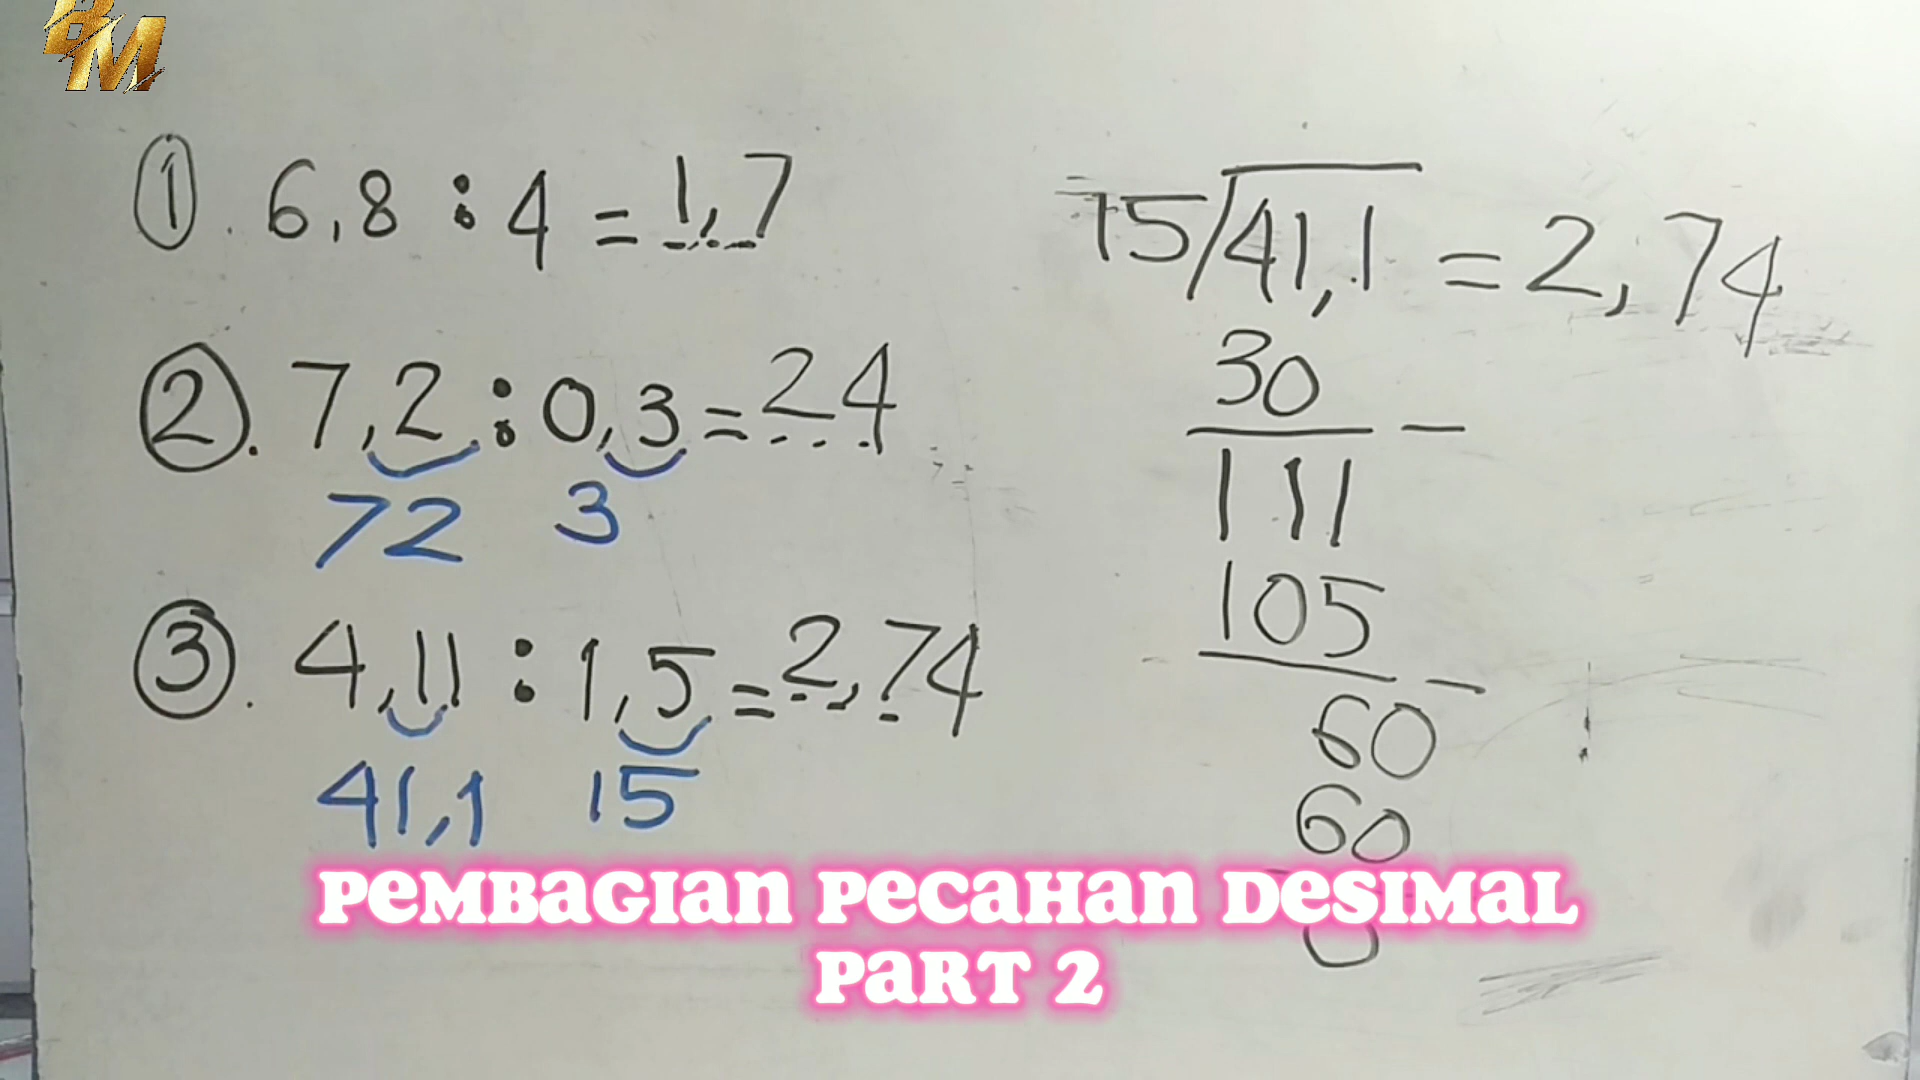 BM
1. 6,8 : 4 = 1,7
2. 7,2 : 0,3 = 24
72 3
3. 4,11 : 1,5 = 2,74
41,1 15
15/41,1 = 2,74
30
111
105
60
60
0
PEMBAGIAN PECAHAN DESIMAL
PART 2